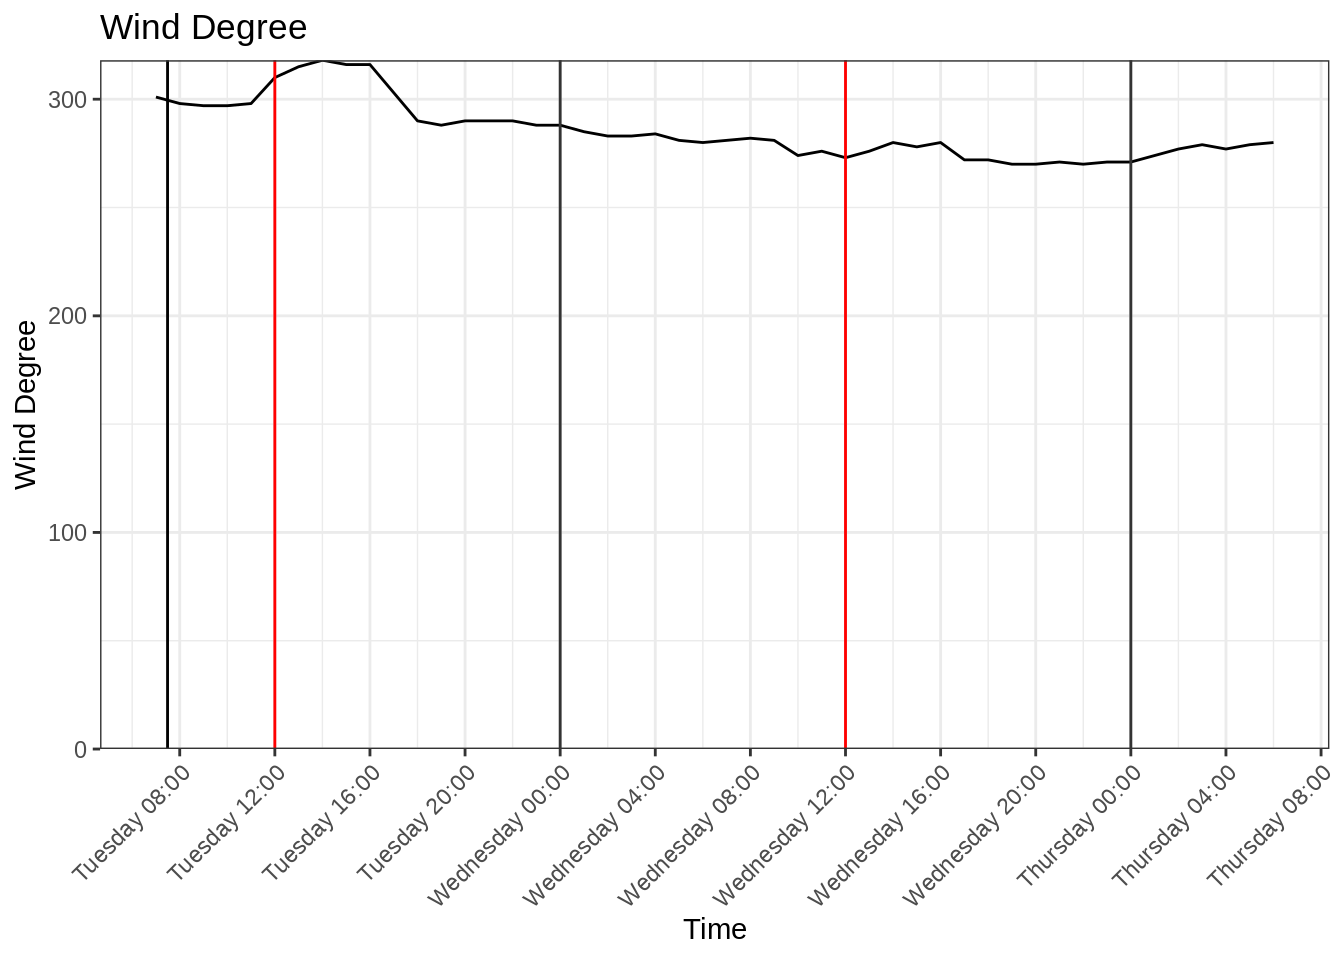 Wind Degree
Wind Degree
300
200
100
0
Tuesday 08:00
Tuesday 12:00
Tuesday 16:00
Tuesday 20:00
Wednesday 00:00
Wednesday 04:00
Wednesday 08:00
Wednesday 12:00
Wednesday 16:00
Wednesday 20:00
Thursday 00:00
Thursday 04:00
Thursday 08:00
Time